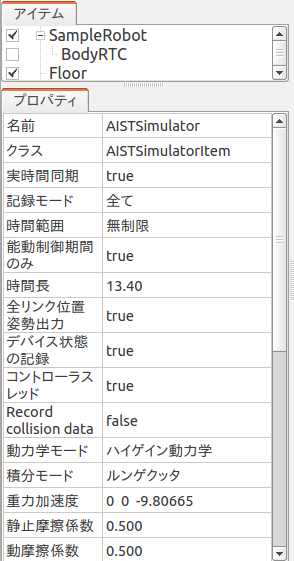 アイテム
SampleRobot
BodyRTC
Floor
プロパティ
名前 AISTSimulator
クラス AISTSimulatorItem
実時間同期 true
記録モード 全て
時間範囲 無制限
能動制御期間
のみ true
時間長 13.40
全リンク位置
姿勢出力 true
デバイス状態
の記録 true
コントローラス
レッド true
Record
collision data false
動力学モード ハイゲイン動力学
積分モード ルンゲクッタ
重力加速度 0 0 -9.80665
静止摩擦係数 0.500
動摩擦係数 0.500